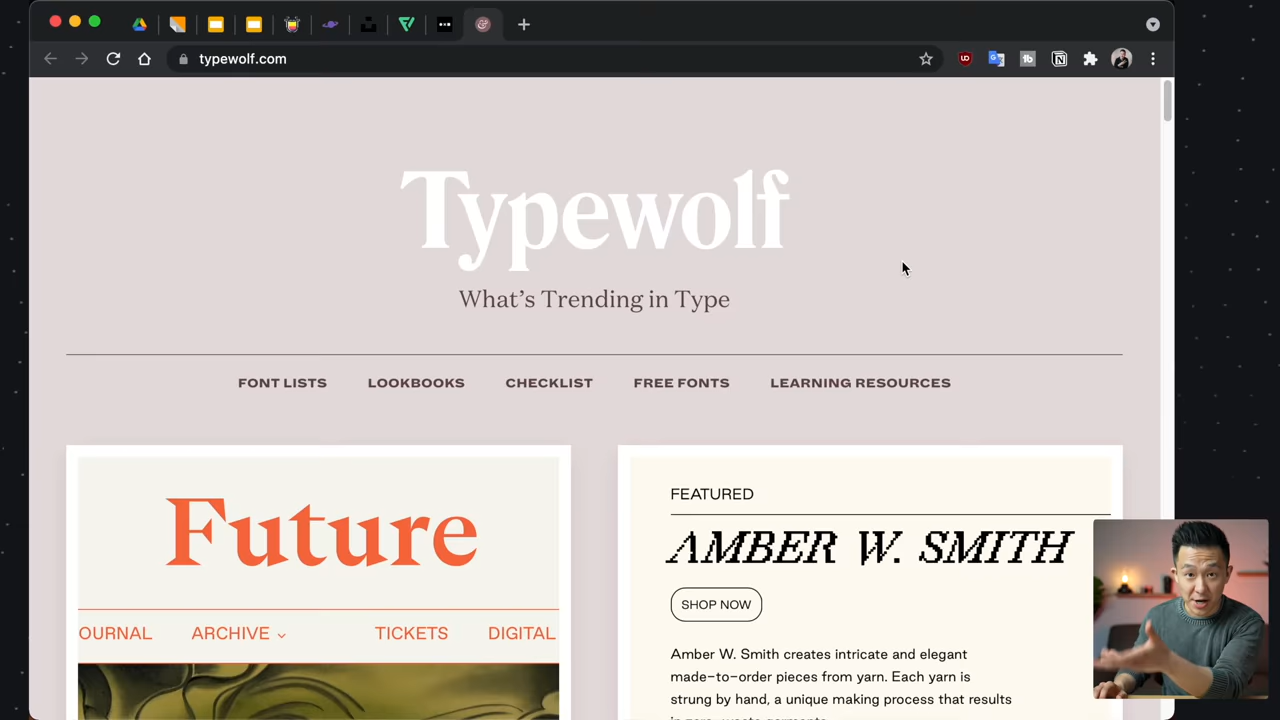 typewolf.com
Typewolf
What's Trending in Type
FONT LISTS LOOKBOOKS CHECKLIST FREE FONTS LEARNING RESOURCES
Future
OURNAL ARCHIVE TICKETS DIGITAL
FEATURED
AMBER W. SMITH
SHOP NOW
Amber W. Smith creates intricate and elegant
made-to-order pieces from yarn. Each yarn is
strung by hand, a unique making process that results